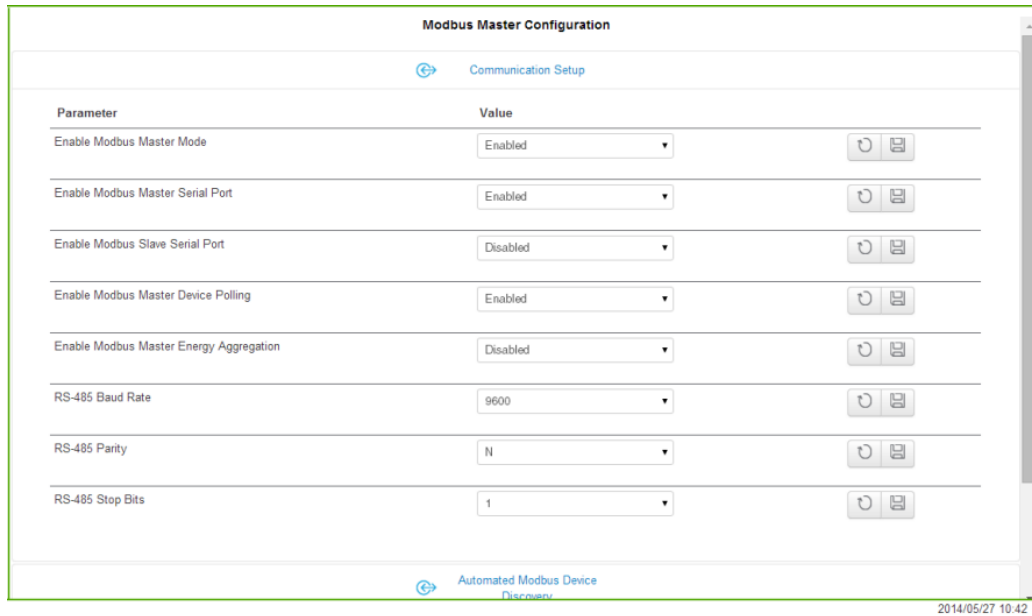 Modbus Master Configuration
Communication Setup
Parameter Value
Enable Modbus Master Mode Enabled
Enable Modbus Master Serial Port Enabled
Enable Modbus Slave Serial Port Disabled
Enable Modbus Master Device Polling Enabled
Enable Modbus Master Energy Aggregation Disabled
RS-485 Baud Rate 9600
RS-485 Parity N
RS-485 Stop Bits 1
Automated Modbus Device
Discovery
2014/05/27 10:42